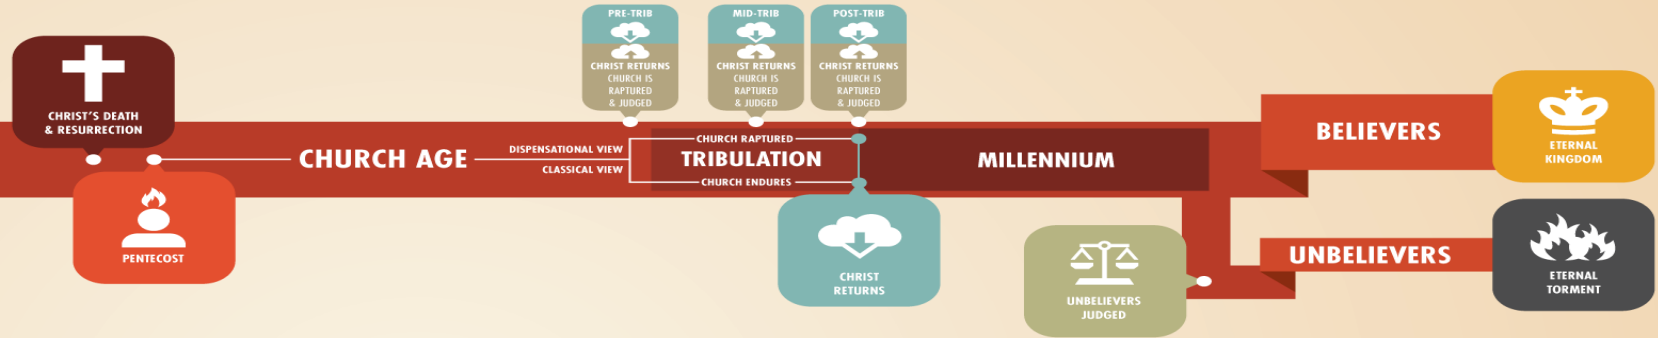 CHRIST'S DEATH
& RESURRECTION
PENTECOST
CHURCH AGE
DISPENSATIONAL VIEW
CLASSICAL VIEW
PRE-TRIB
CHRIST RETURNS
CHURCH IS
RAPTURED
& JUDGED
MID-TRIB
CHRIST RETURNS
CHURCH IS
RAPTURED
& JUDGED
POST-TRIB
CHRIST RETURNS
CHURCH IS
RAPTURED
& JUDGED
CHURCH RAPTURED
TRIBULATION
CHURCH ENDURES
CHRIST
RETURNS
MILLENNIUM
UNBELIEVERS
JUDGED
BELIEVERS
ETERNAL
KINGDOM
UNBELIEVERS
ETERNAL
TORMENT